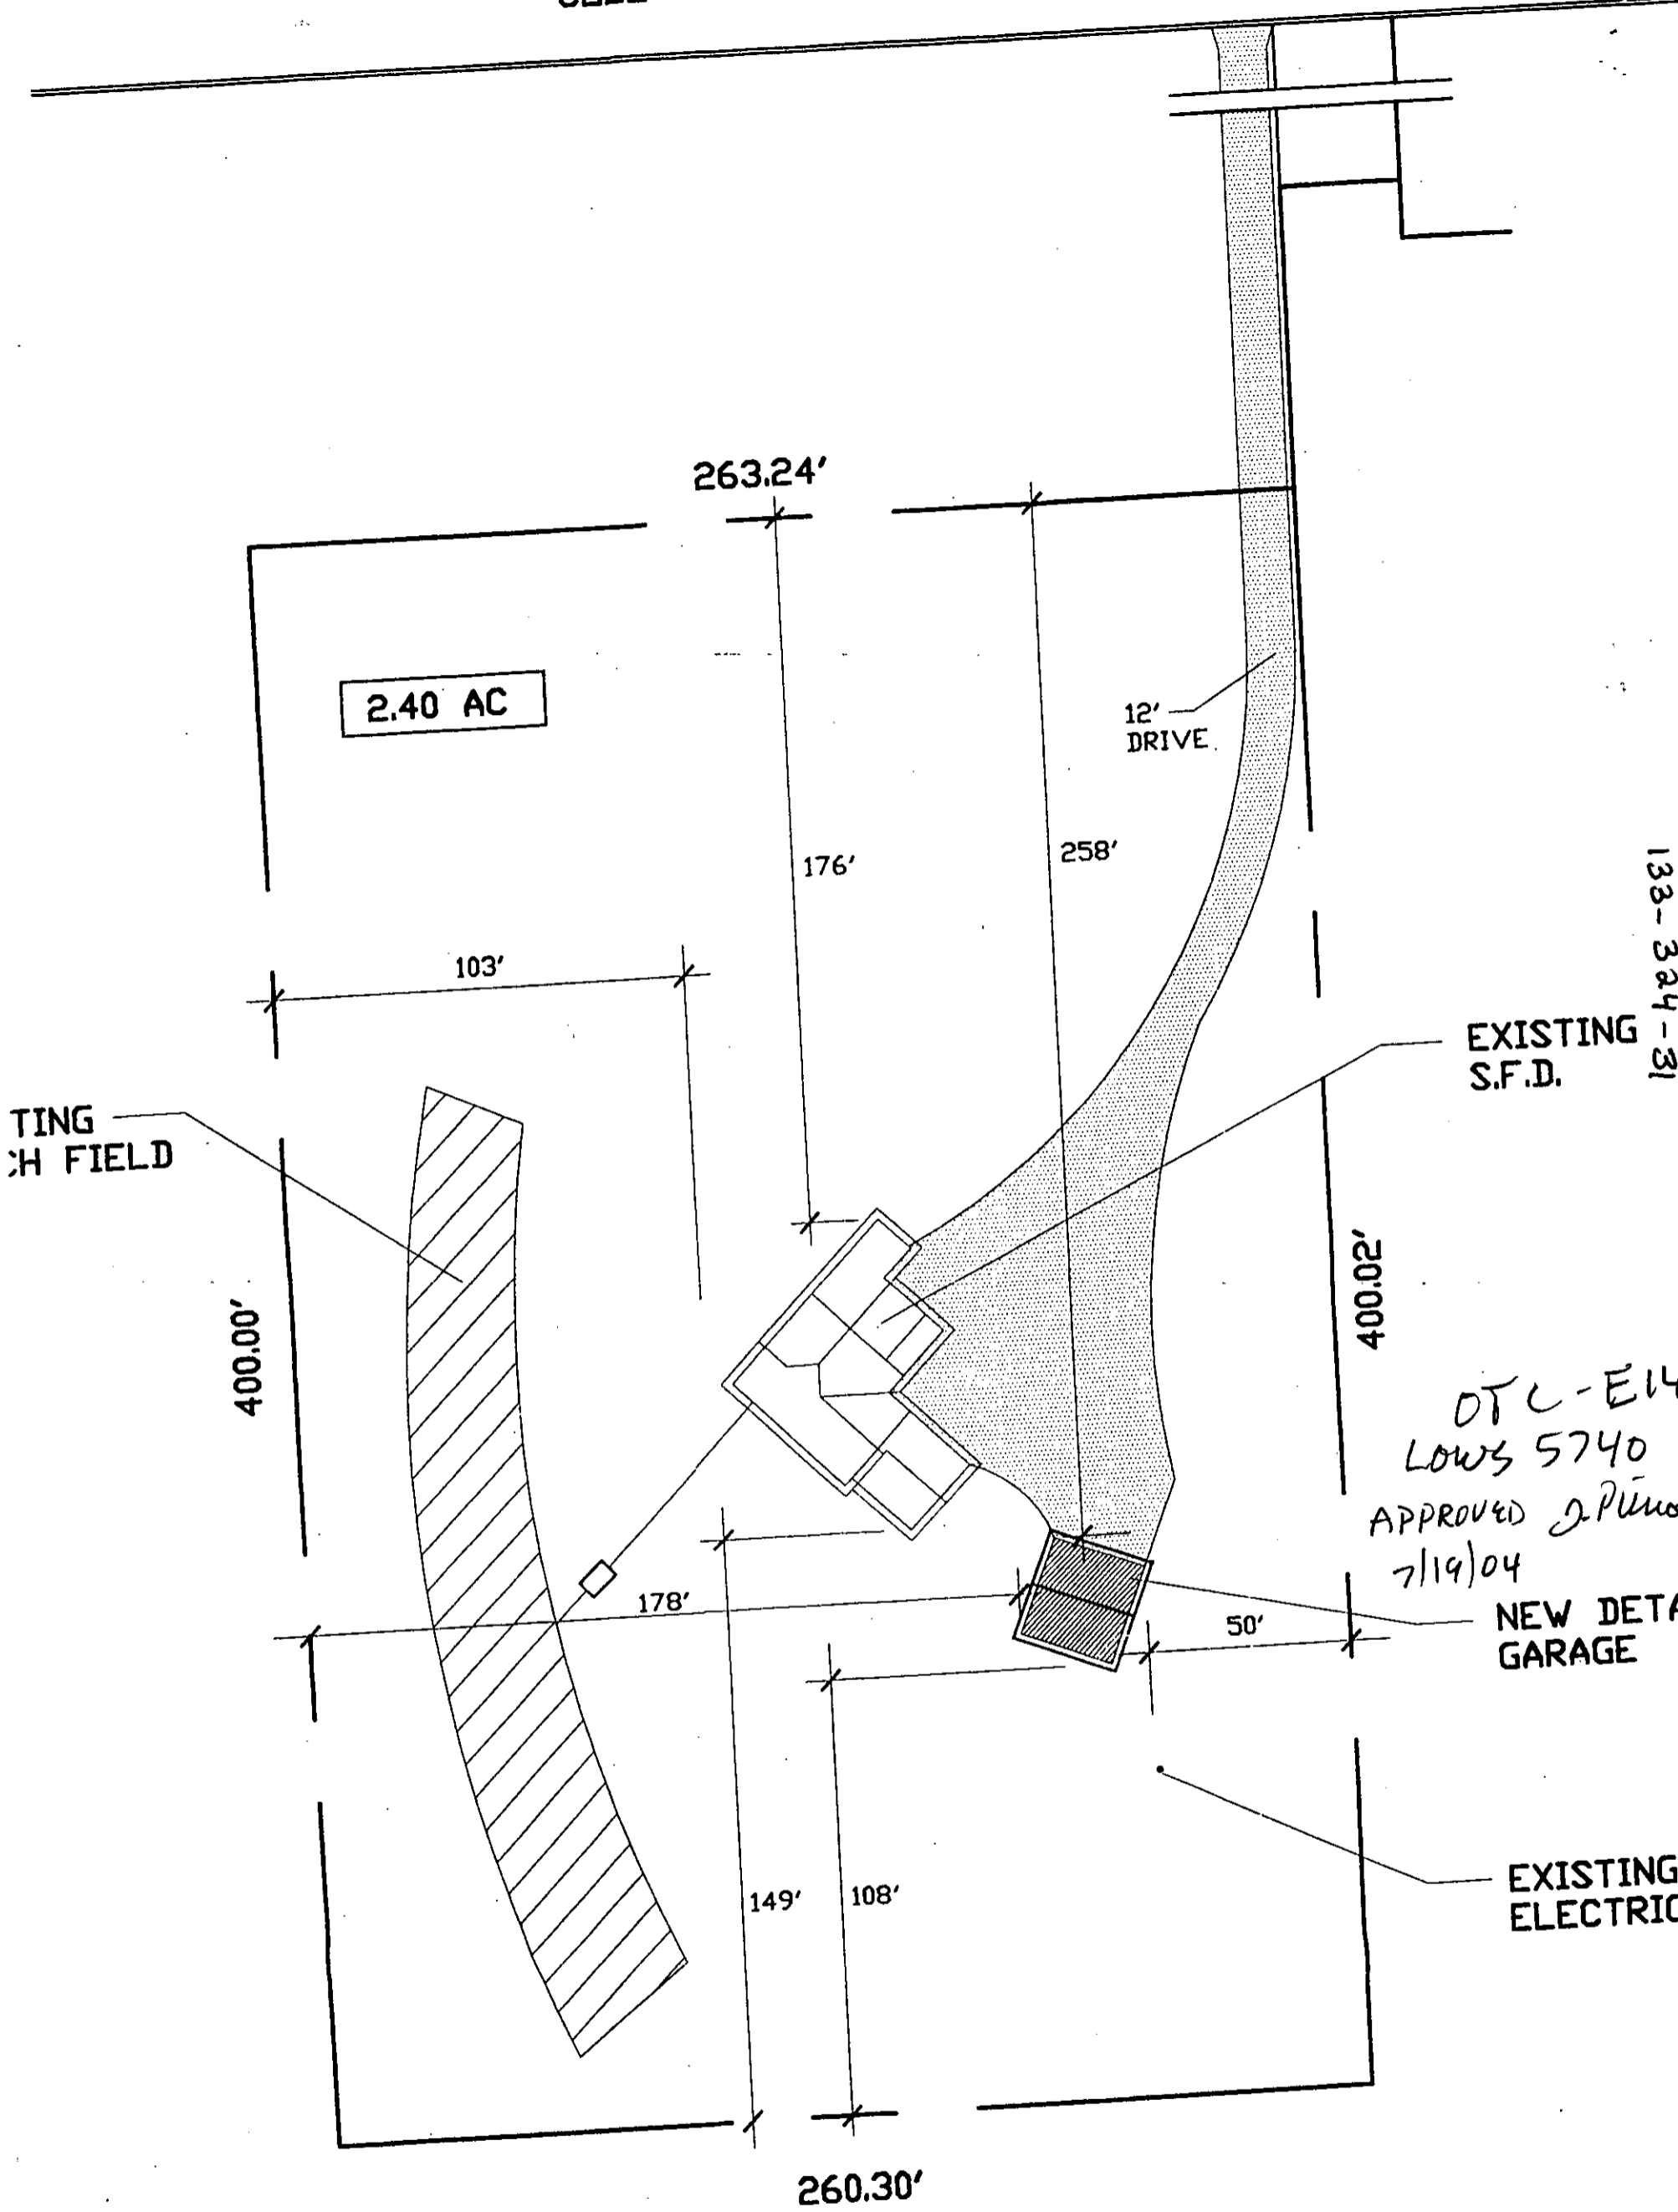 263.24'
2.40 AC
12'
DRIVE
176'
258'
103'
EXISTING
S.F.D.
133-324-31
TING
CH FIELD
400.00'
400.02'
OTC-E14
LOWS 5740
APPROVED
7/19/04
178'
50'
NEW DETA
GARAGE
149'
108'
EXISTING
ELECTRIC
260.30'